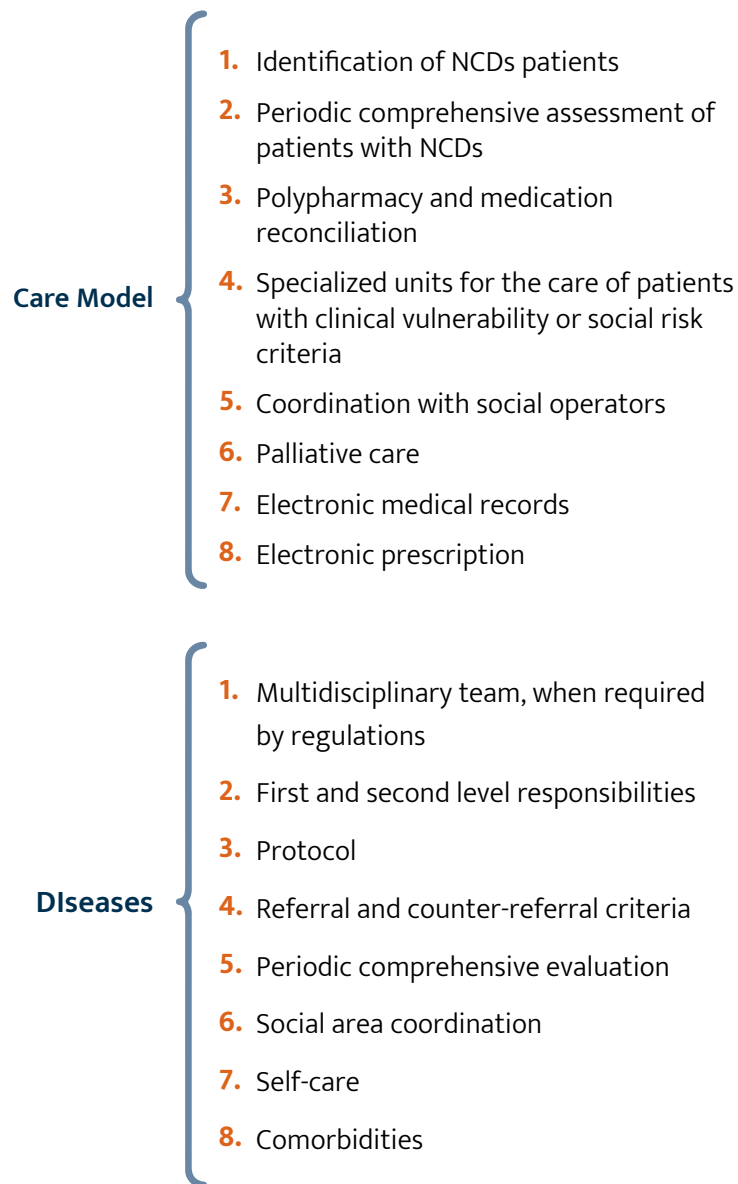 Care Model
1. Identification of NCDs patients
2. Periodic comprehensive assessment of
patients with NCDs
3. Polypharmacy and medication
reconciliation
4. Specialized units for the care of patients
with clinical vulnerability or social risk
criteria
5. Coordination with social operators
6. Palliative care
7. Electronic medical records
8. Electronic prescription
DIseases
1. Multidisciplinary team, when required
by regulations
2. First and second level responsibilities
3. Protocol
4. Referral and counter-referral criteria
5. Periodic comprehensive evaluation
6. Social area coordination
7. Self-care
8. Comorbidities